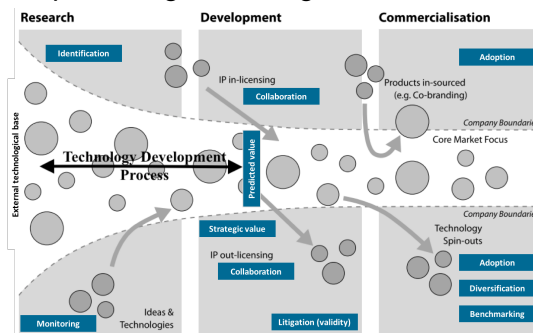 Research
Development
Commercialisation
Identification
IP in-licensing
Collaboration
Adoption
Products in-sourced
(e.g. Co-branding)
Company Boundarie
Core Market Focus
External technological base
Technology Development
Process
Predicted value
Company Boundarie
Strategic value
IP out-licensing
Collaboration
Technology
Spin-outs
Adoption
Diversification
Benchmarking
Monitoring
Ideas &
Technologies
Litigation (validity)